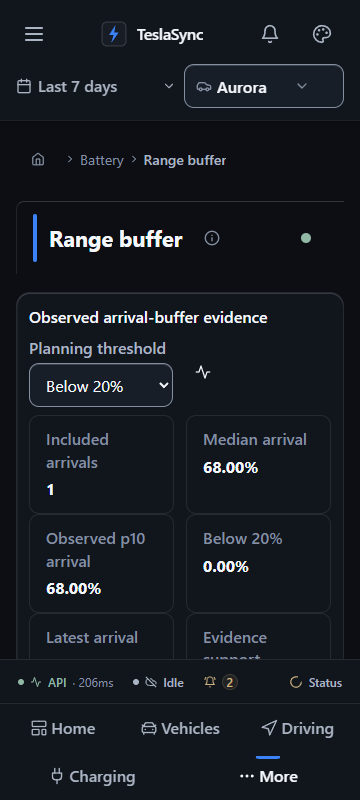 TeslaSync
Last 7 days
Aurora
Battery
Range buffer
Range buffer
Observed arrival-buffer evidence
Planning threshold
Below 20%
Included
arrivals
1
Median arrival
68.00%
Observed p10
arrival
68.00%
Below 20%
0.00%
Latest arrival
Evidence
support
API · 206ms
Idle
2
Status
Home
Vehicles
Driving
Charging
More